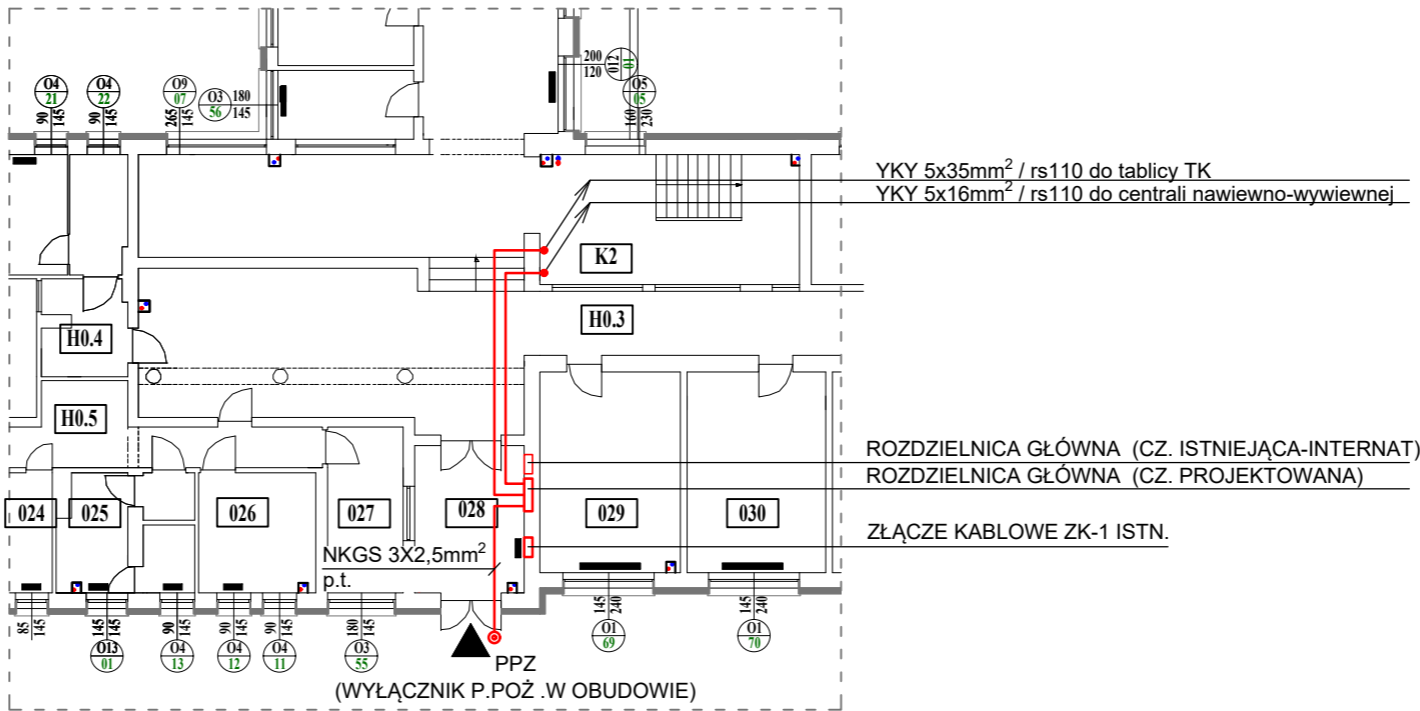 O4
21
90
145
O4
22
90
145
O9
07
265
145
O3
56
180
145
200
120
012
01
O5
05
160
230
YKY 5x35mm² / rs110 do tablicy TK
YKY 5x16mm² / rs110 do centrali nawiewno-wywiewnej
K2
H0.3
H0.4
H0.5
ROZDZIELNICA GŁÓWNA (CZ. ISTNIEJĄCA-INTERNAT)
ROZDZIELNICA GŁÓWNA (CZ. PROJEKTOWANA)
ZŁĄCZE KABLOWE ZK-1 ISTN.
024
025
026
027
028
029
030
NKGS 3X2,5mm²
p.t.
85
145
145
145
O13
01
90
145
O4
13
90
145
O4
12
90
145
O4
11
180
145
O3
55
145
240
O1
69
145
240
O1
70
PPZ
(WYŁĄCZNIK P.POŻ .W OBUDOWIE)